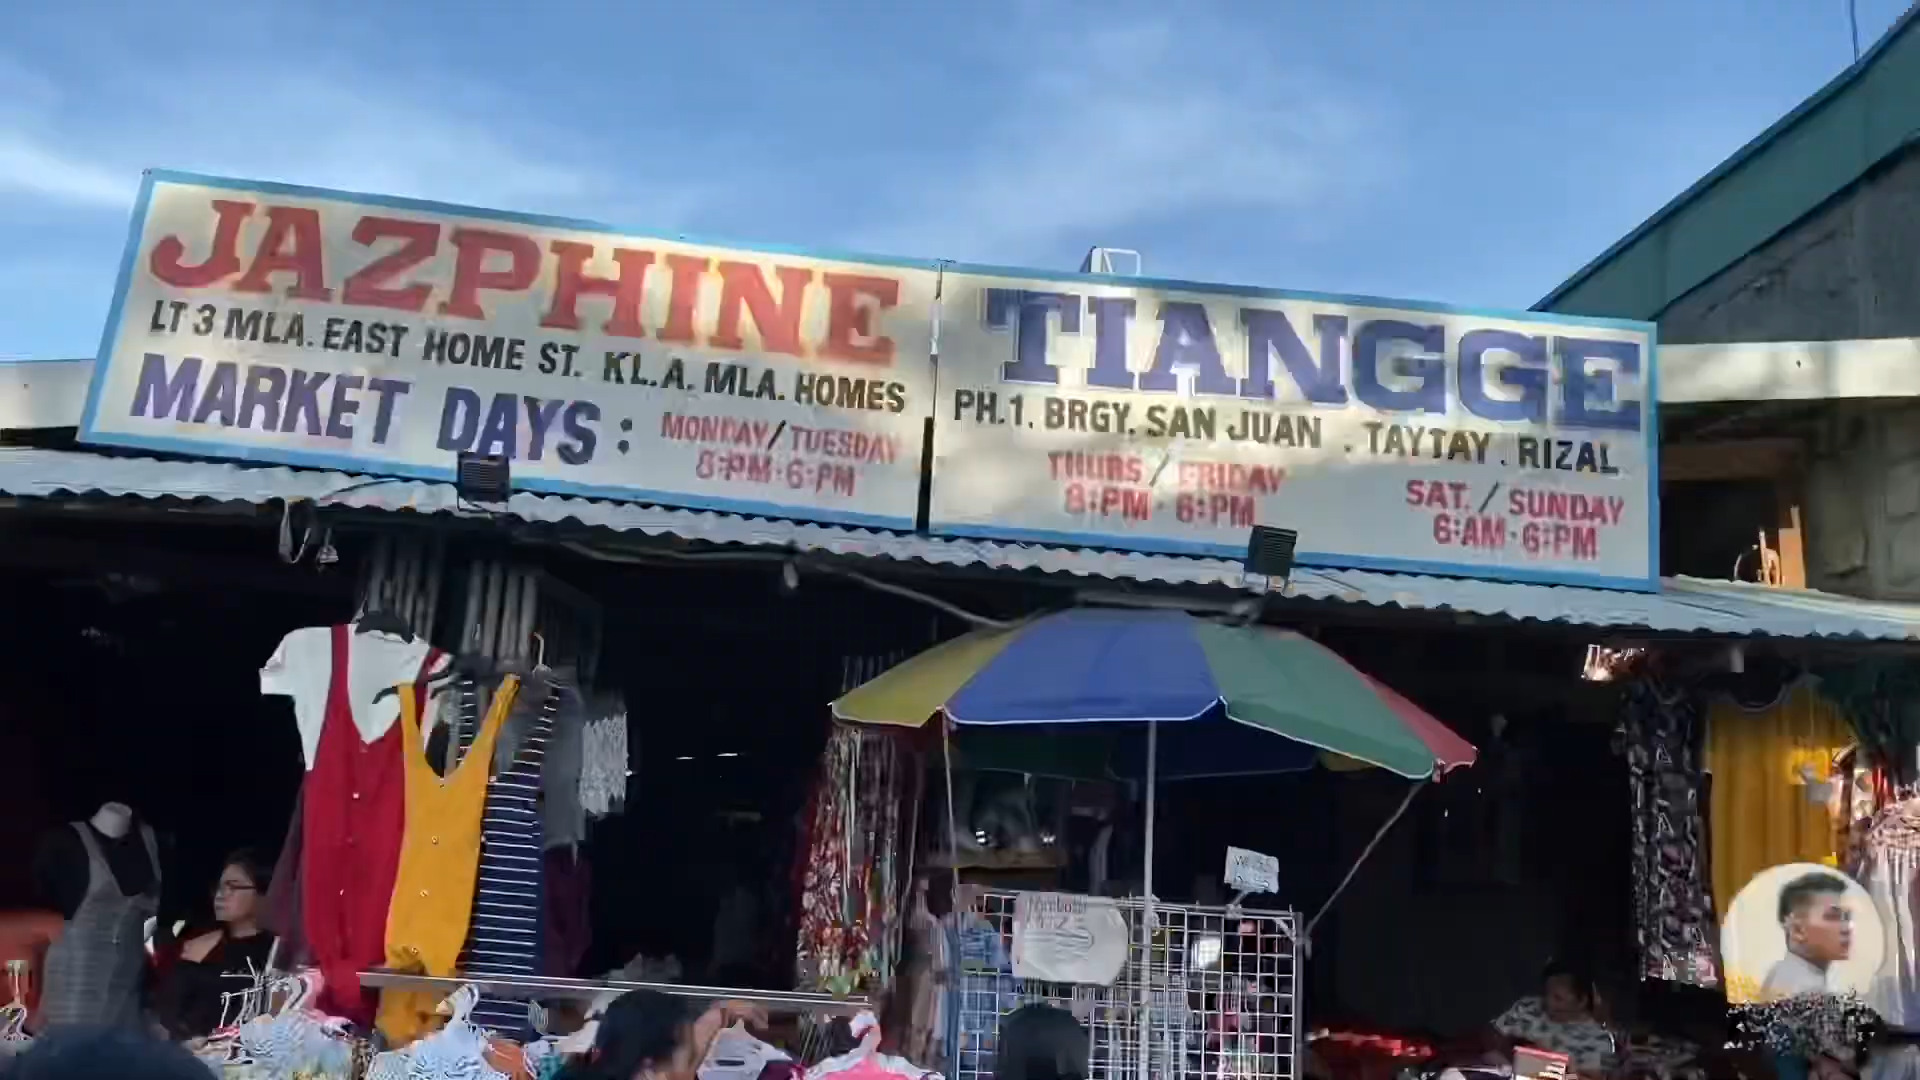 JAZPHINE TIANGGE
LT 3 MLA. EAST HOME ST. KL.A. MLA. HOMES PH.1. BRGY. SAN JUAN . TAYTAY . RIZAL
MARKET DAYS : MONDAY/TUESDAY THURS / FRIDAY SAT. / SUNDAY
8:PM-6:PM 8:PM - 6:PM 6:AM-6:PM